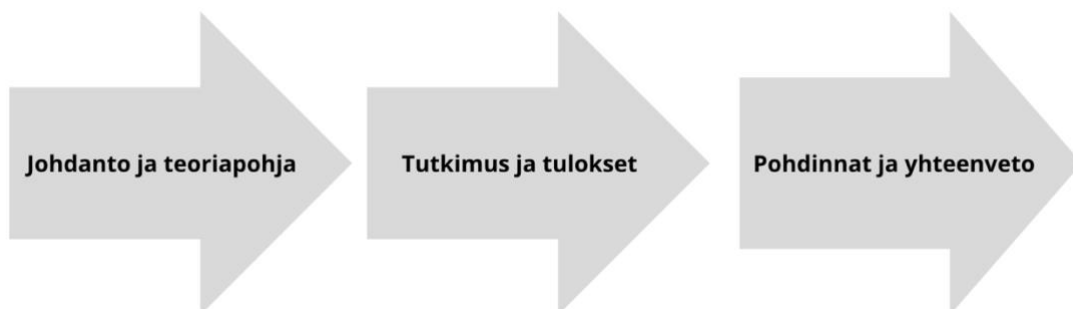 Johdanto ja teoriapohja
Tutkimus ja tulokset
Pohdinnat ja yhteenveto